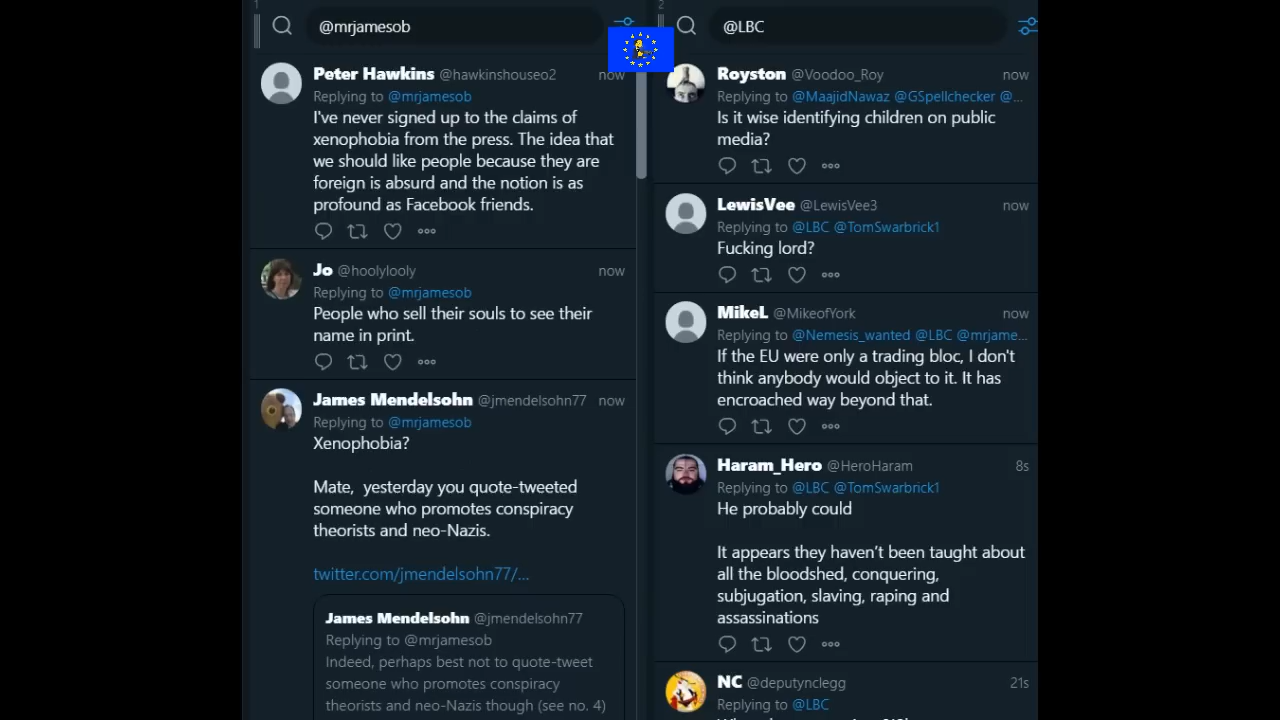 1
@mrjamesob
Peter Hawkins @hawkinshouseo2 now
Replying to @mrjamesob
I've never signed up to the claims of
xenophobia from the press. The idea that
we should like people because they are
foreign is absurd and the notion is as
profound as Facebook friends.
Jo @hoolylooly now
Replying to @mrjamesob
People who sell their souls to see their
name in print.
James Mendelsohn @jmendelsohn77 now
Replying to @mrjamesob
Xenophobia?
Mate, yesterday you quote-tweeted
someone who promotes conspiracy
theorists and neo-Nazis.
twitter.com/jmendelsohn77/...
James Mendelsohn @jmendelsohn77
Replying to @mrjamesob
Indeed, perhaps best not to quote-tweet
someone who promotes conspiracy
theorists and neo-Nazis though (see no. 4)
2
@LBC
Royston @Voodoo_Roy now
Replying to @MaajidNawaz @GSpellchecker @...
Is it wise identifying children on public
media?
LewisVee @LewisVee3 now
Replying to @LBC @TomSwarbrick1
Fucking lord?
MikeL @MikeofYork now
Replying to @Nemesis_wanted @LBC @mrjame...
If the EU were only a trading bloc, I don't
think anybody would object to it. It has
encroached way beyond that.
Haram_Hero @HeroHaram 8s
Replying to @LBC @TomSwarbrick1
He probably could
It appears they haven't been taught about
all the bloodshed, conquering,
subjugation, slaving, raping and
assassinations
NC @deputynclegg 21s
Replying to @LBC